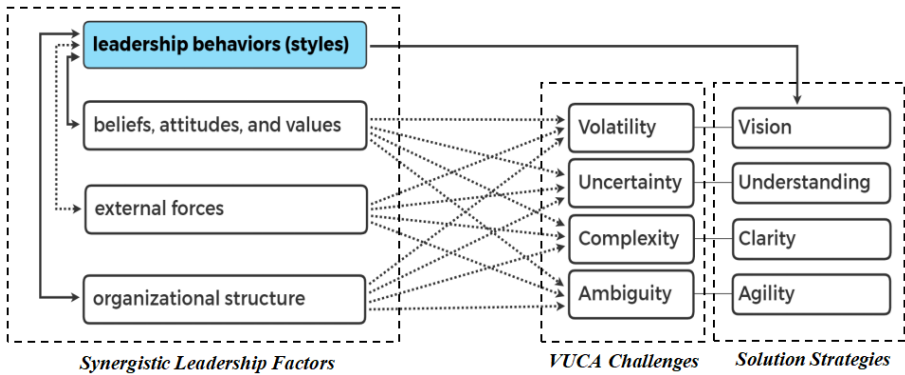 leadership behaviors (styles)
beliefs, attitudes, and values
external forces
organizational structure
Synergistic Leadership Factors
Volatility
Uncertainty
Complexity
Ambiguity
VUCA Challenges
Vision
Understanding
Clarity
Agility
Solution Strategies